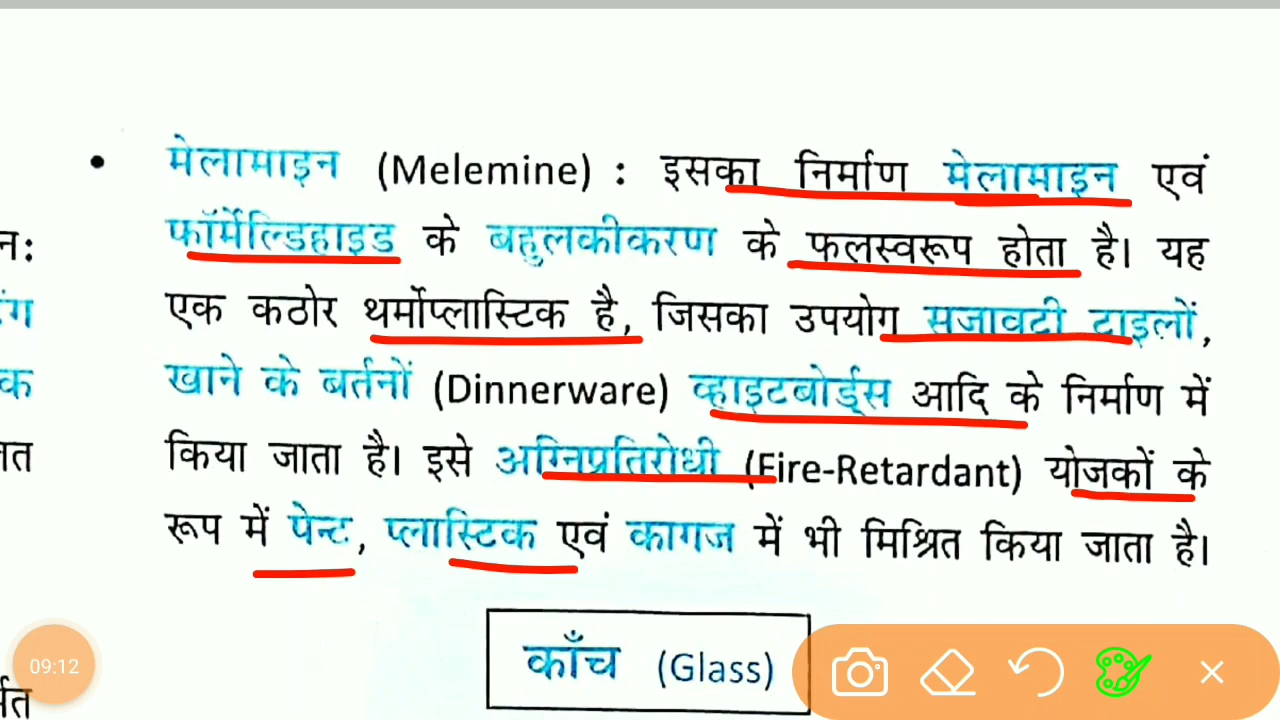 • मेलामाइन (Melemine) : इसका निर्माण मेलामाइन एवं
न: फॉर्मेल्डिहाइड के बहुलकीकरण के फलस्वरूप होता है। यह
एक कठोर थर्मोप्लास्टिक है, जिसका उपयोग सजावटी टाइलों,
क खाने के बर्तनों (Dinnerware) व्हाइटबोर्ड्स आदि के निर्माण में
किया जाता है। इसे अग्निप्रतिरोधी (Fire-Retardant) योजकों के
रूप में पेन्ट, प्लास्टिक एवं कागज में भी मिश्रित किया जाता है।
काँच (Glass)
09:12